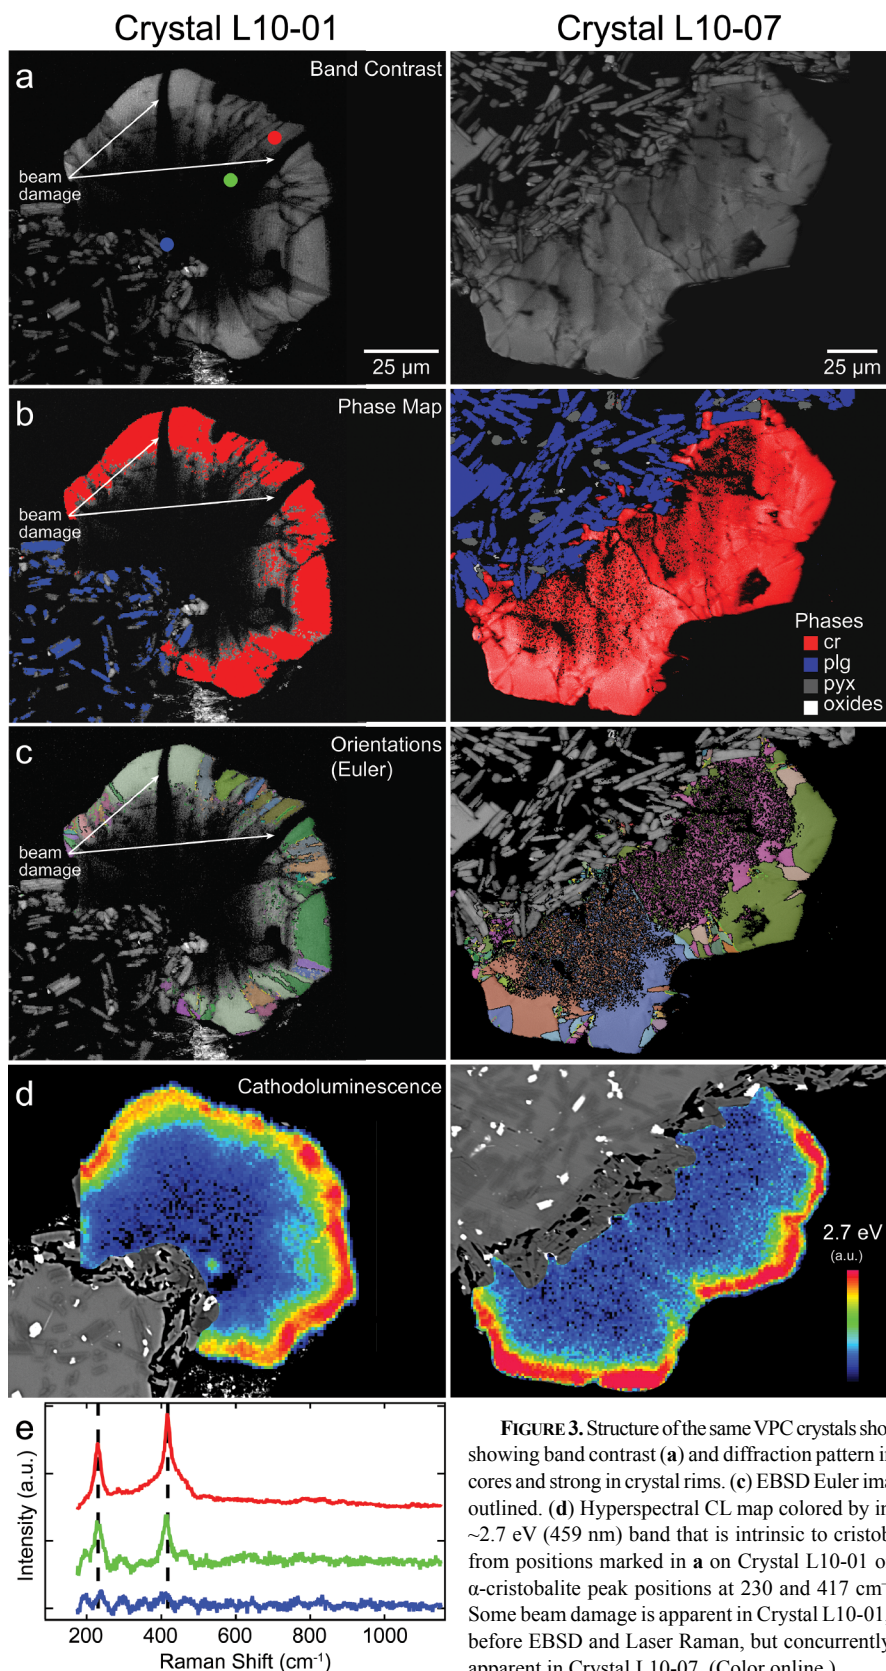 Crystal L10-01
Crystal L10-07
a
Band Contrast
beam
damage
25 µm
25 µm
b
Phase Map
beam
damage
Phases
cr
plg
pyx
oxides
c
Orientations
(Euler)
beam
damage
d
Cathodoluminescence
2.7 eV
(a.u.)
e
Intensity (a.u.)
200
400
600
800
1000
Raman Shift (cm⁻¹)
FIGURE 3. Structure of the same VPC crystals sho
showing band contrast (a) and diffraction pattern i
cores and strong in crystal rims. (c) EBSD Euler ima
outlined. (d) Hyperspectral CL map colored by in
~2.7 eV (459 nm) band that is intrinsic to cristob
from positions marked in a on Crystal L10-01 o
α-cristobalite peak positions at 230 and 417 cm⁻
Some beam damage is apparent in Crystal L10-01,
before EBSD and Laser Raman, but concurrently
apparent in Crystal L10-07. (Color online.)